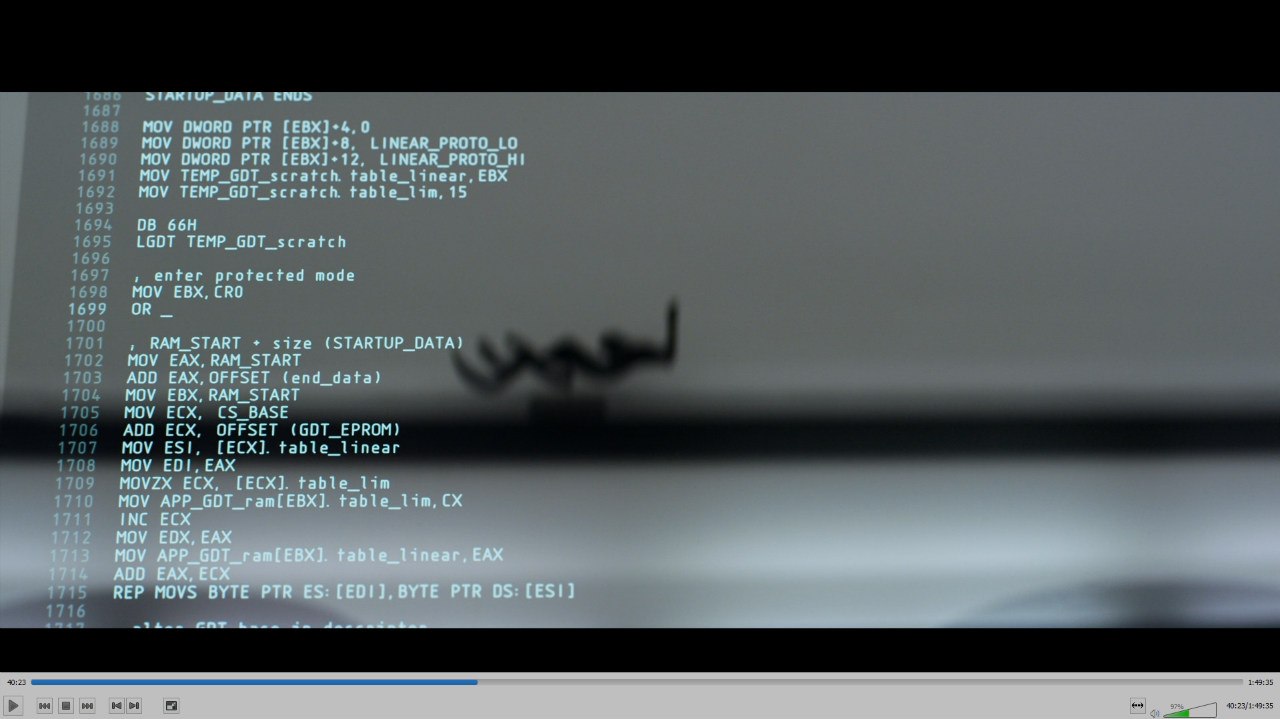 1686 STARTUP_DATA ENDS
1687
1688 MOV DWORD PTR [EBX]+4,0
1689 MOV DWORD PTR [EBX]+8, LINEAR_PROTO_LO
1690 MOV DWORD PTR [EBX]+12, LINEAR_PROTO_HI
1691 MOV TEMP_GDT_scratch. table_linear,EBX
1692 MOV TEMP_GDT_scratch. table_lim,15
1693
1694 DB 66H
1695 LGDT TEMP_GDT_scratch
1696
1697 , enter protected mode
1698 MOV EBX,CR0
1699 OR _
1700
1701 , RAM_START + size (STARTUP_DATA)
1702 MOV EAX,RAM_START
1703 ADD EAX,OFFSET (end_data)
1704 MOV EBX,RAM_START
1705 MOV ECX, CS_BASE
1706 ADD ECX, OFFSET (GDT_EPROM)
1707 MOV ESI, [ECX]. table_linear
1708 MOV EDI,EAX
1709 MOVZX ECX, [ECX]. table_lim
1710 MOV APP_GDT_ram[EBX]. table_lim,CX
1711 INC ECX
1712 MOV EDX,EAX
1713 MOV APP_GDT_ram[EBX]. table_linear,EAX
1714 ADD EAX,ECX
1715 REP MOVS BYTE PTR ES:[EDI],BYTE PTR DS:[ESI]
1716
1717 alter GDT base in descriptor
40:23 1:49:35
97% 40:23/1:49:35